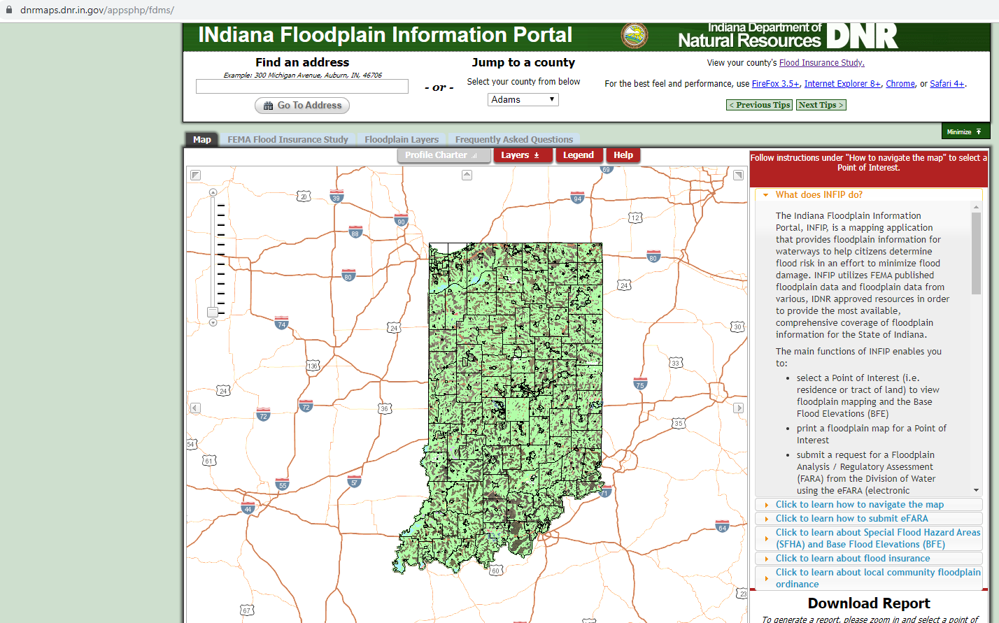 dnrmaps.dnr.in.gov/appsphp/fdms/
INdiana Floodplain Information Portal
Indiana Department of
Natural Resources
DNR
Find an address
Example: 300 Michigan Avenue, Auburn, IN, 46706
Go To Address
- or -
Jump to a county
Select your county from below
Adams
View your county's Flood Insurance Study.
For the best feel and performance, use FireFox 3.5+, Internet Explorer 8+, Chrome, or Safari 4+.
< Previous Tips Next Tips >
Minimize
Map FEMA Flood Insurance Study Floodplain Layers Frequently Asked Questions
Profile Charter Layers Legend Help
69
20
39
94
90
12
88
80
80
24
74
24
30
136
33
24
75
72
36
72
35
54
61
55
57
71
44
64
60
23
67
Follow instructions under "How to navigate the map" to select a
Point of Interest.
What does INFIP do?
The Indiana Floodplain Information
Portal, INFIP, is a mapping application
that provides floodplain information for
waterways to help citizens determine
flood risk in an effort to minimize flood
damage. INFIP utilizes FEMA published
floodplain data and floodplain data from
various, IDNR approved resources in order
to provide the most available,
comprehensive coverage of floodplain
information for the State of Indiana.
The main functions of INFIP enables you
to:
• select a Point of Interest (i.e.
residence or tract of land) to view
floodplain mapping and the Base
Flood Elevations (BFE)
• print a floodplain map for a Point of
Interest
• submit a request for a Floodplain
Analysis / Regulatory Assessment
(FARA) from the Division of Water
using the eFARA (electronic
Click to learn how to navigate the map
Click to learn how to submit eFARA
Click to learn about Special Flood Hazard Areas
(SFHA) and Base Flood Elevations (BFE)
Click to learn about flood insurance
Click to learn about local community floodplain
ordinance
Download Report
To generate a report, please zoom in and select a point of